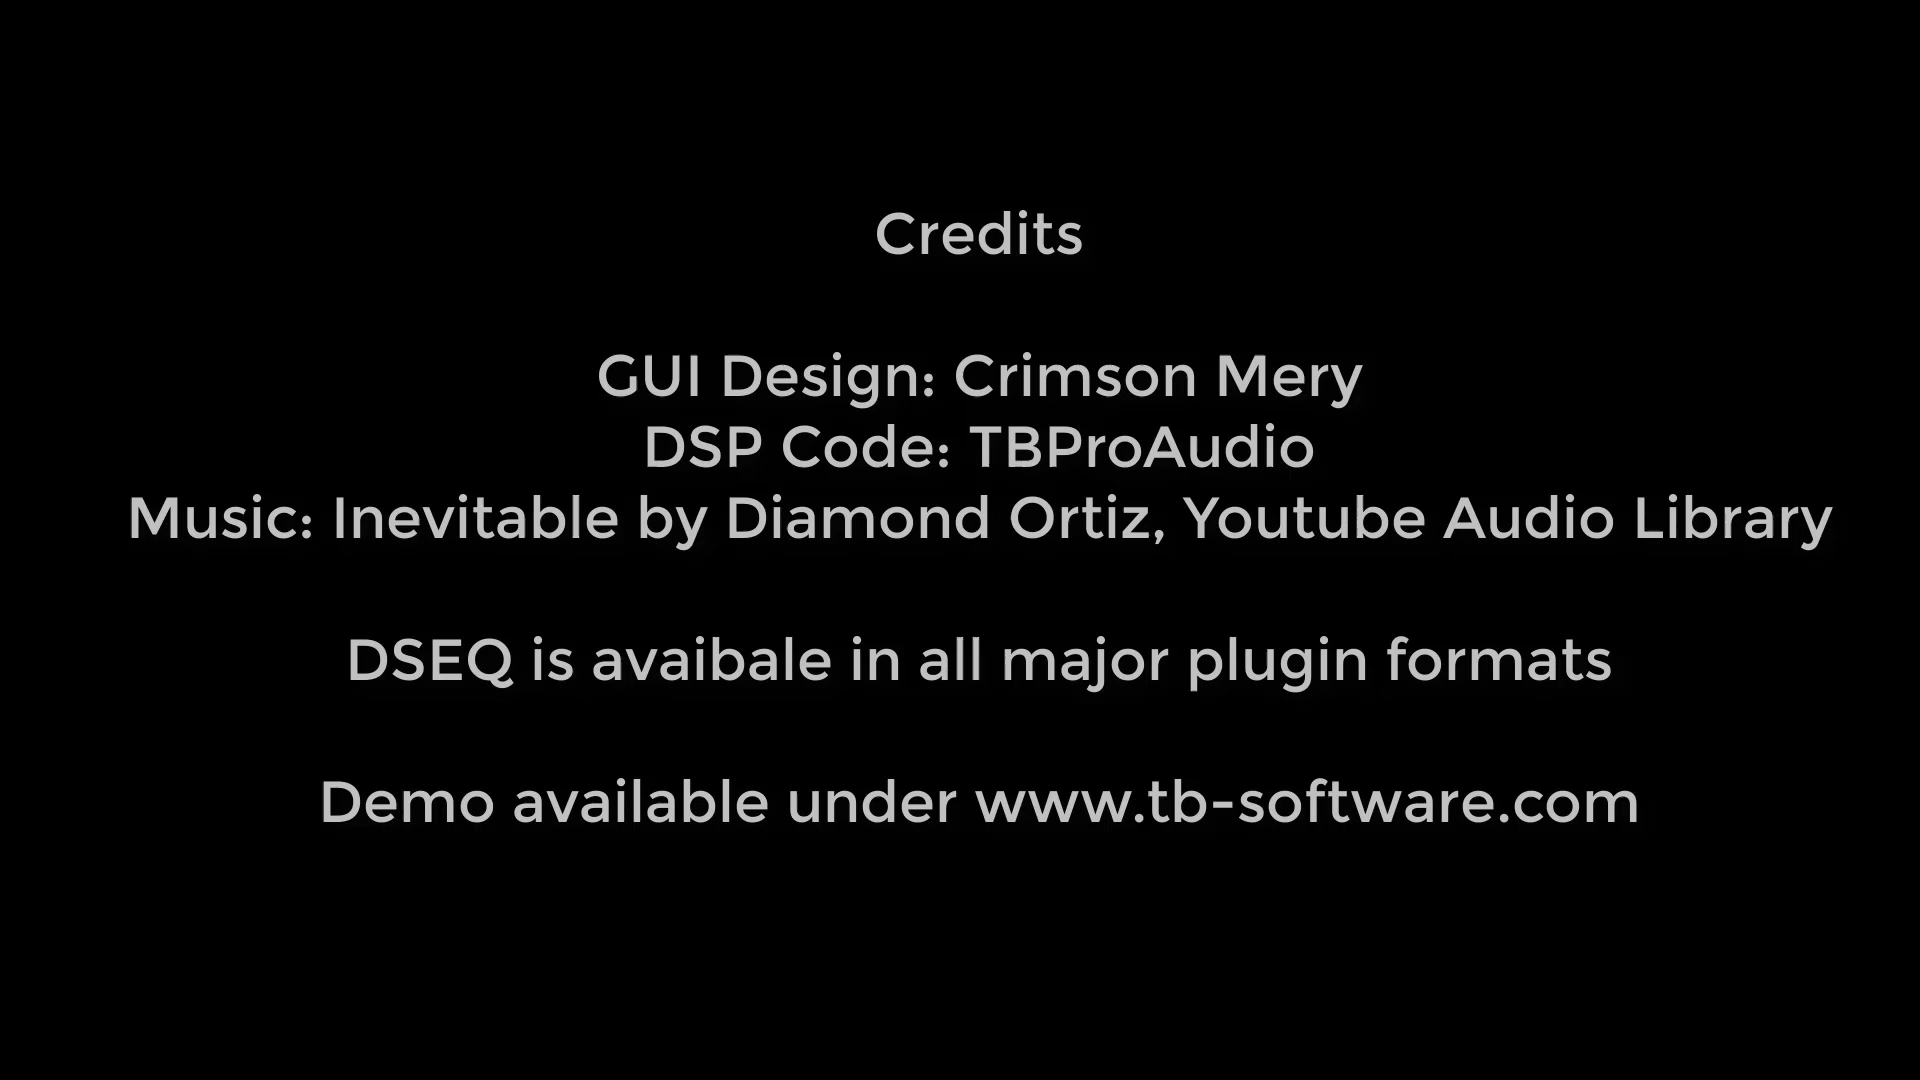 Credits
GUI Design: Crimson Mery
DSP Code: TBProAudio
Music: Inevitable by Diamond Ortiz, Youtube Audio Library
DSEQ is avaibale in all major plugin formats
Demo available under www.tb-software.com